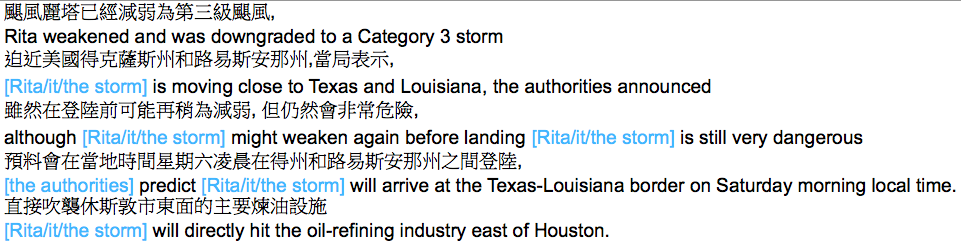 颶風麗塔已經減弱為第三級颶風,
Rita weakened and was downgraded to a Category 3 storm
迫近美國得克薩斯州和路易斯安那州,當局表示,
[Rita/it/the storm] is moving close to Texas and Louisiana, the authorities announced
雖然在登陸前可能再稍為減弱, 但仍然會非常危險,
although [Rita/it/the storm] might weaken again before landing [Rita/it/the storm] is still very dangerous
預料會在當地時間星期六凌晨在得州和路易斯安那州之間登陸,
[the authorities] predict [Rita/it/the storm] will arrive at the Texas-Louisiana border on Saturday morning local time.
直接吹襲休斯敦市東面的主要煉油設施
[Rita/it/the storm] will directly hit the oil-refining industry east of Houston.